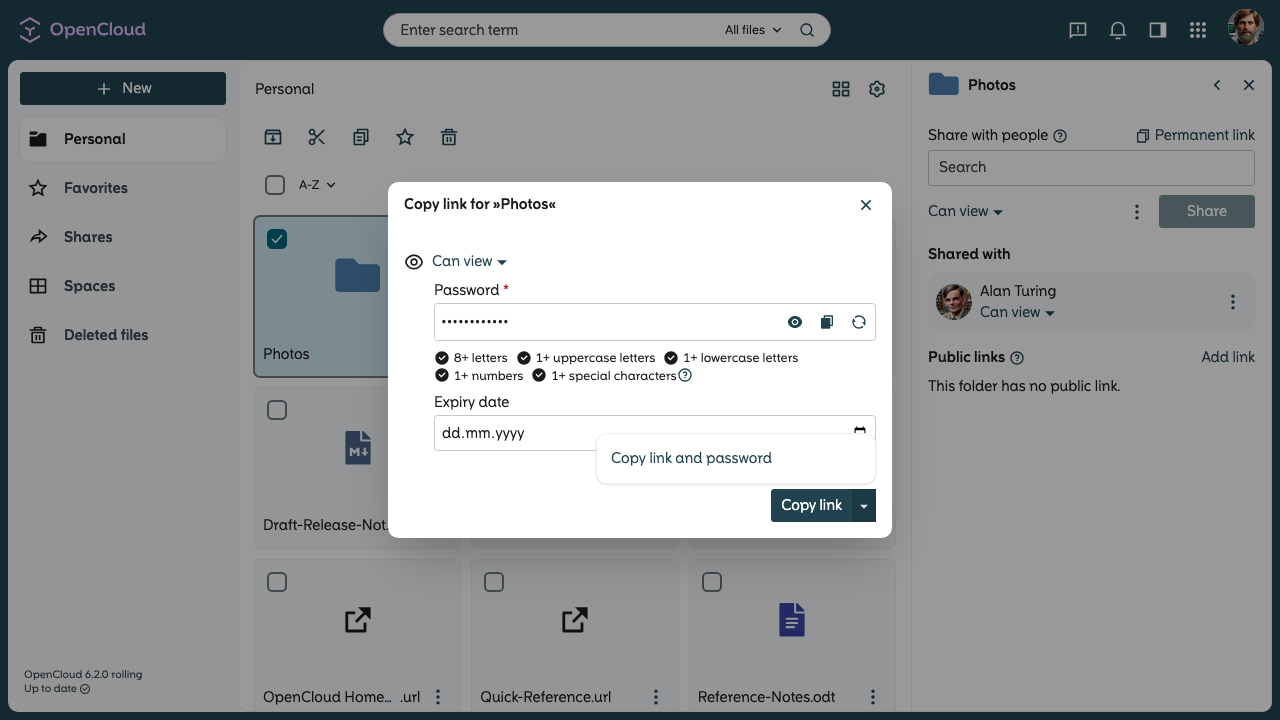 OpenCloud
Enter search term
All files
New
Personal
Favorites
Shares
Spaces
Deleted files
OpenCloud 6.2.0 rolling
Up to date
Personal
A-Z
Photos
Draft-Release-Not
OpenCloud Home... .url
Quick-Reference.url
Reference-Notes.odt
Copy link for »Photos«
Can view
Password *
••••••••••••
8+ letters 1+ uppercase letters 1+ lowercase letters
1+ numbers 1+ special characters
Expiry date
dd.mm.yyyy
Copy link and password
Copy link
Photos
Share with people
Permanent link
Search
Can view
Share
Shared with
Alan Turing
Can view
Public links
Add link
This folder has no public link.